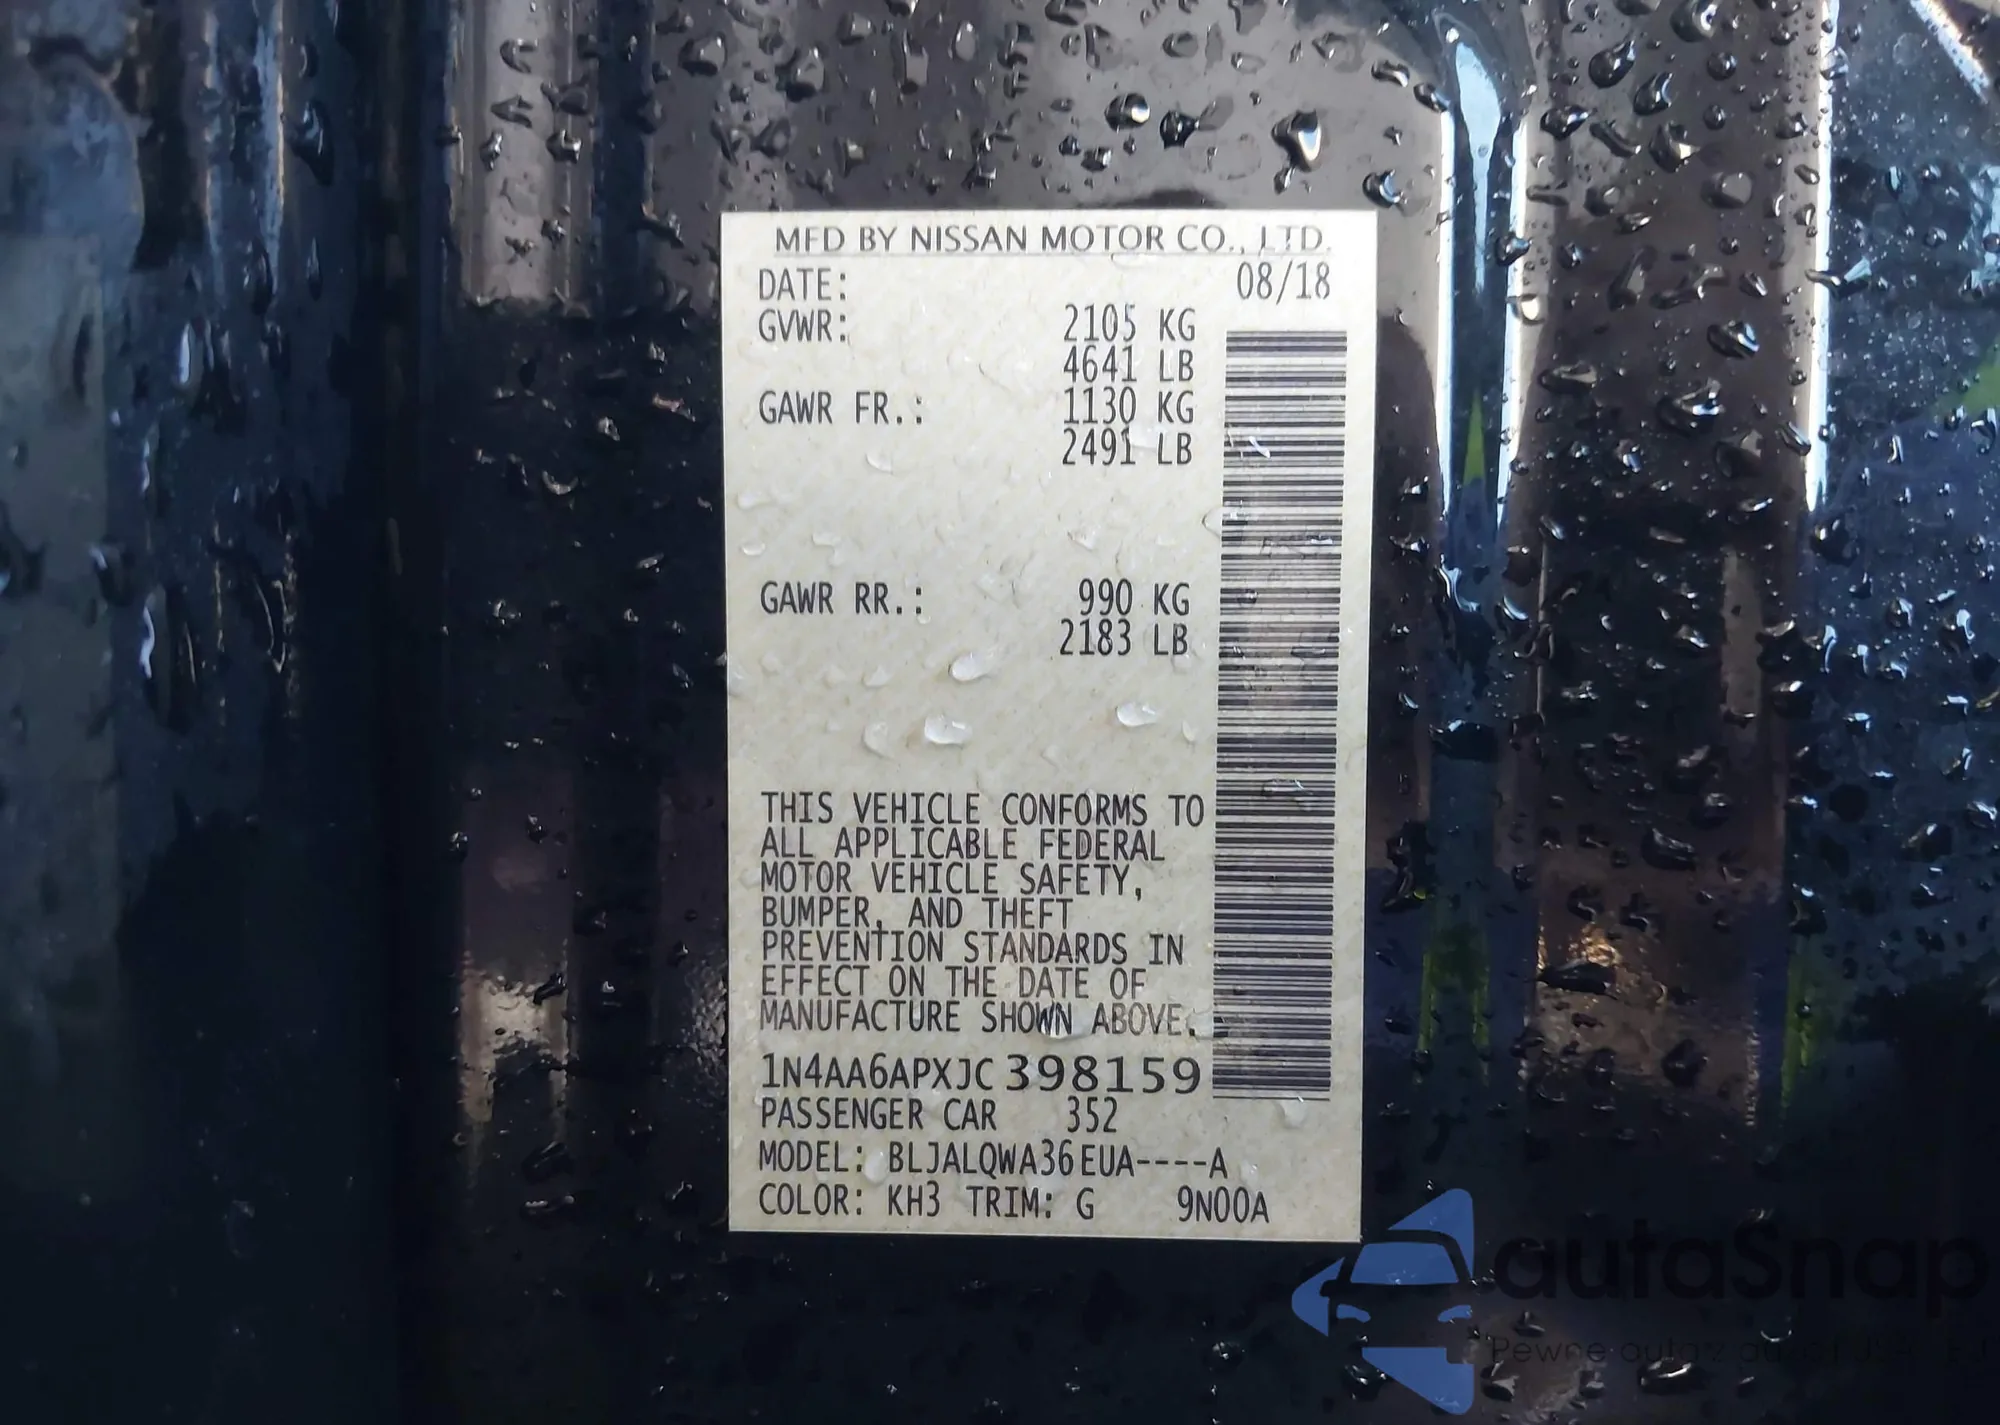 MFD BY NISSAN MOTOR CO., LTD.
DATE: 08/18
GVWR: 2105 KG
4641 LB
GAWR FR.: 1130 KG
2491 LB
GAWR RR.: 990 KG
2183 LB
THIS VEHICLE CONFORMS TO
ALL APPLICABLE FEDERAL
MOTOR VEHICLE SAFETY,
BUMPER, AND THEFT
PREVENTION STANDARDS IN
EFFECT ON THE DATE OF
MANUFACTURE SHOWN ABOVE.
1N4AA6APXJC398159
PASSENGER CAR 352
MODEL: BLJALQWA36EUA----A
COLOR: KH3 TRIM: G 9N00A
autaSnap
Pewne auta z